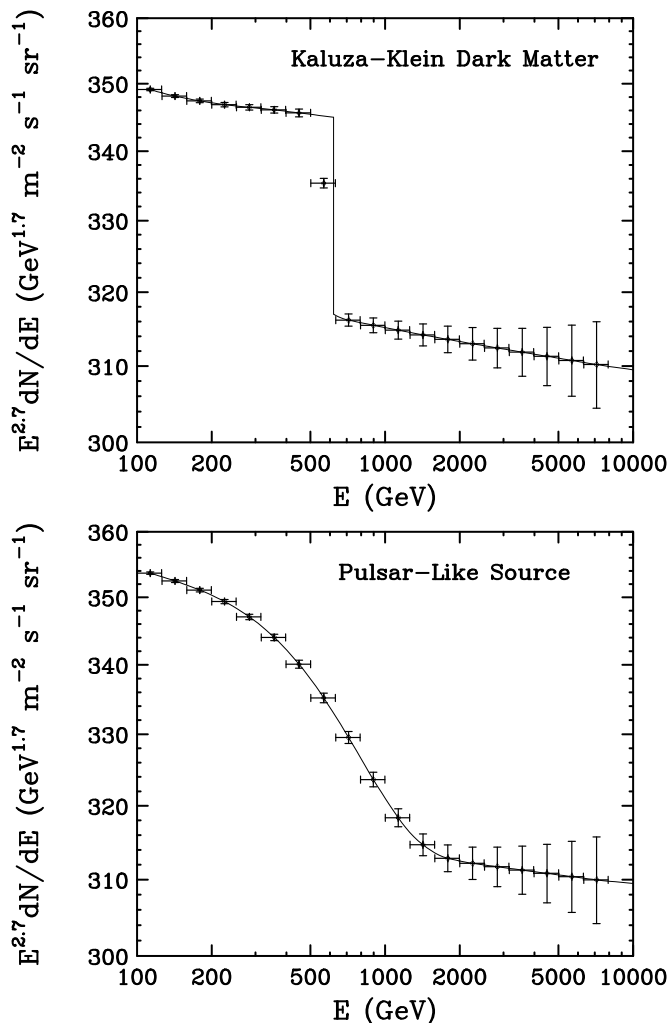 Kaluza-Klein Dark Matter
E^2.7 dN/dE (GeV^1.7 m^-2 s^-1 sr^-1)
360
350
340
330
320
310
300
100 200 500 1000 2000 5000 10000
E (GeV)
Pulsar-Like Source
E^2.7 dN/dE (GeV^1.7 m^-2 s^-1 sr^-1)
360
350
340
330
320
310
300
100 200 500 1000 2000 5000 10000
E (GeV)